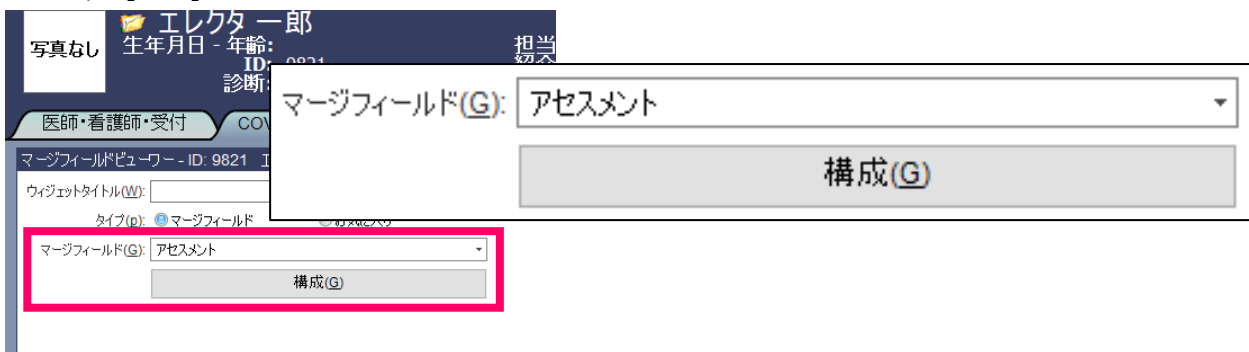 エレクタ 一郎
写真なし
生年月日 - 年齢:
担当
ID:
診断:
医師・看護師・受付
マージフィールドビューワー - ID: 9821
ウィジェットタイトル(W):
タイプ(p): マージフィールド
マージフィールド(G): アセスメント
構成(G)
マージフィールド(G): アセスメント
構成(G)